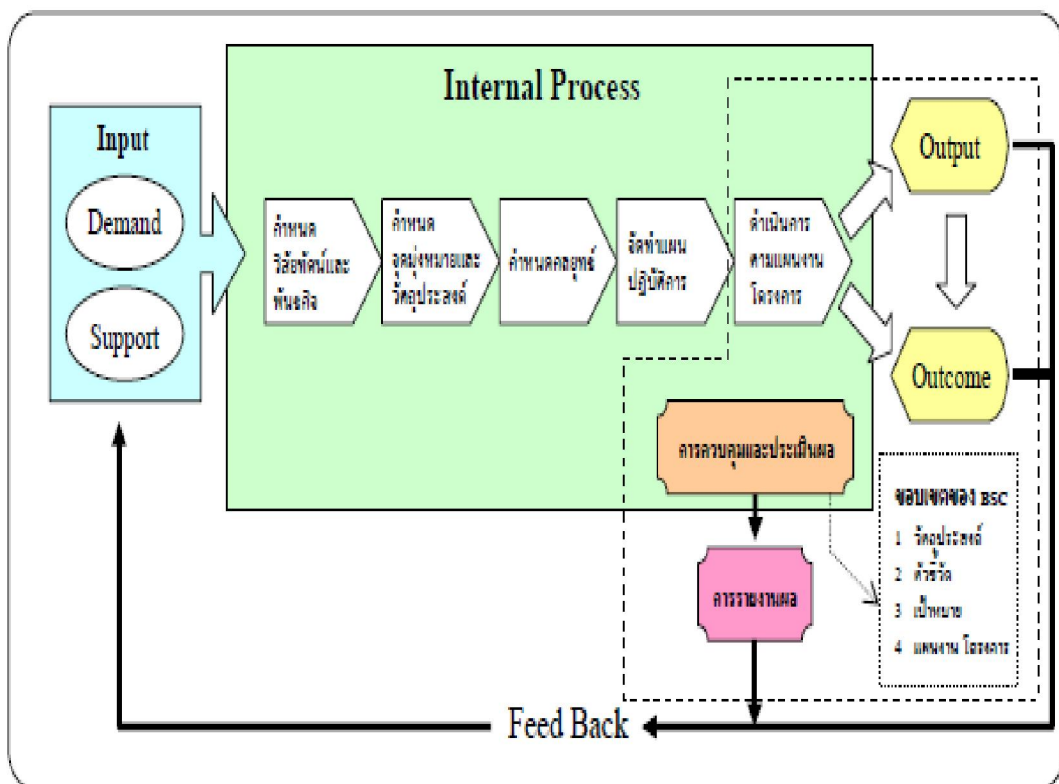 Internal Process
Input
Demand
Support
กำหนด
วิสัยทัศน์และ
พันธกิจ
กำหนด
จุดมุ่งหมายและ
วัตถุประสงค์
กำหนดกลยุทธ์
จัดทำแผน
ปฏิบัติการ
ดำเนินการ
ตามแผนงาน
โครงการ
Output
Outcome
การควบคุมและประเมินผล
การรายงานผล
ขอบเขตของ BSC
1 วัตถุประสงค์
2 ตัวชี้วัด
3 เป้าหมาย
4 แผนงาน โครงการ
Feed Back